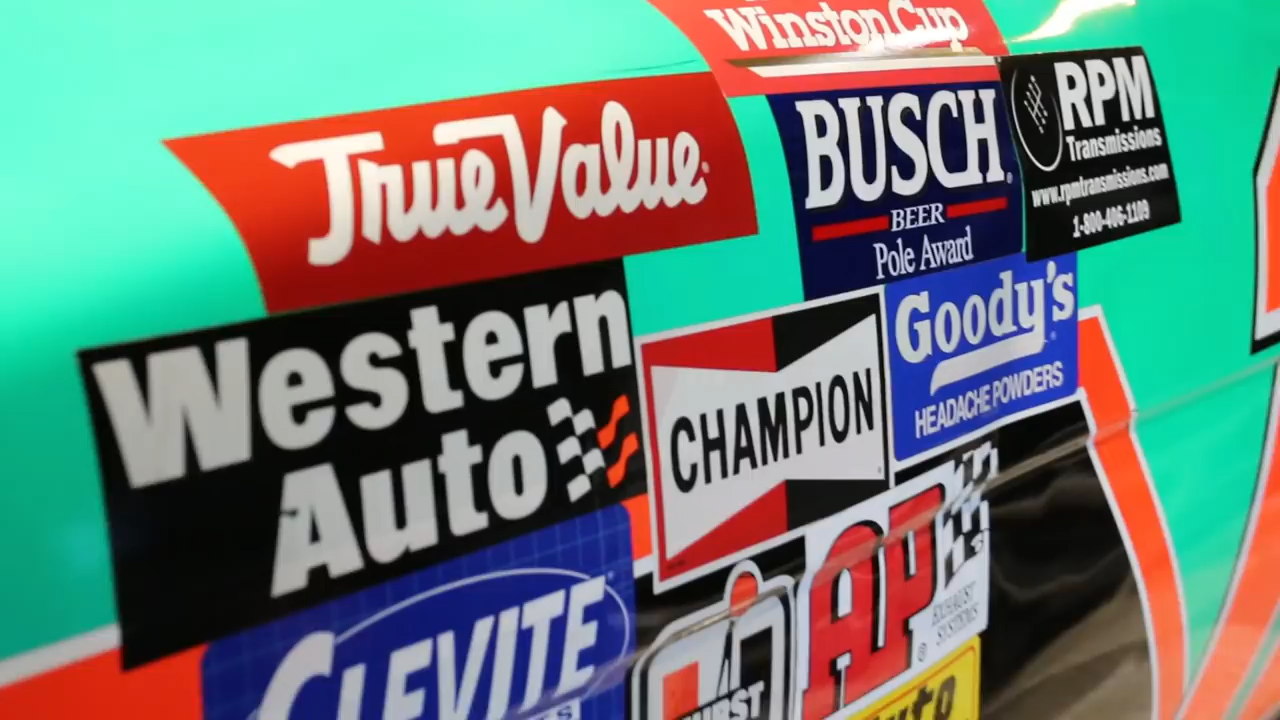 Winston Cup
True Value
BUSCH
BEER
Pole Award
RPM
Transmissions
www.rpmtransmissions.com
1-800-406-1109
Western
Auto
CHAMPION
Goody's
HEADACHE POWDERS
CLEVITE
HURST
AP
EXHAUST
SYSTEMS